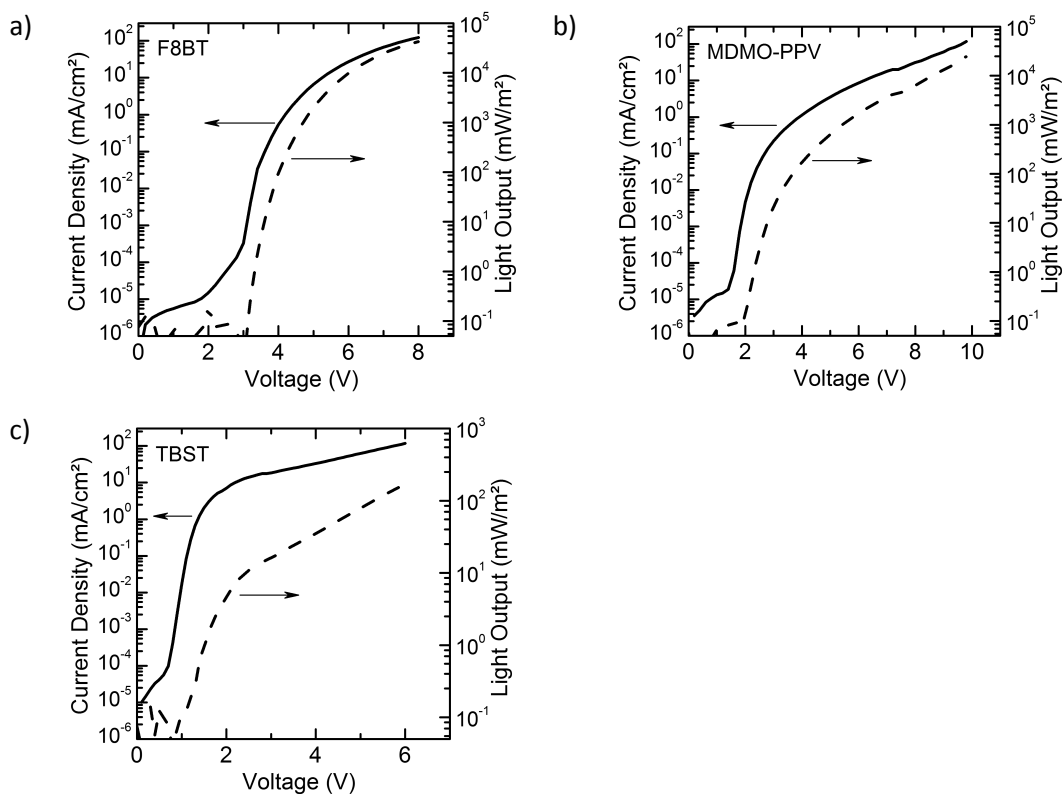 a)
F8BT
10²
10¹
10⁰
10⁻¹
10⁻²
10⁻³
10⁻⁴
10⁻⁵
10⁻⁶
Current Density (mA/cm²)
10⁵
10⁴
10³
10²
10¹
10⁰
10⁻¹
Light Output (mW/m²)
0 2 4 6 8
Voltage (V)
b)
MDMO-PPV
10²
10¹
10⁰
10⁻¹
10⁻²
10⁻³
10⁻⁴
10⁻⁵
10⁻⁶
Current Density (mA/cm²)
10⁵
10⁴
10³
10²
10¹
10⁰
10⁻¹
Light Output (mW/m²)
0 2 4 6 8 10
Voltage (V)
c)
TBST
10²
10¹
10⁰
10⁻¹
10⁻²
10⁻³
10⁻⁴
10⁻⁵
10⁻⁶
Current Density (mA/cm²)
10³
10²
10¹
10⁰
10⁻¹
Light Output (mW/m²)
0 2 4 6
Voltage (V)